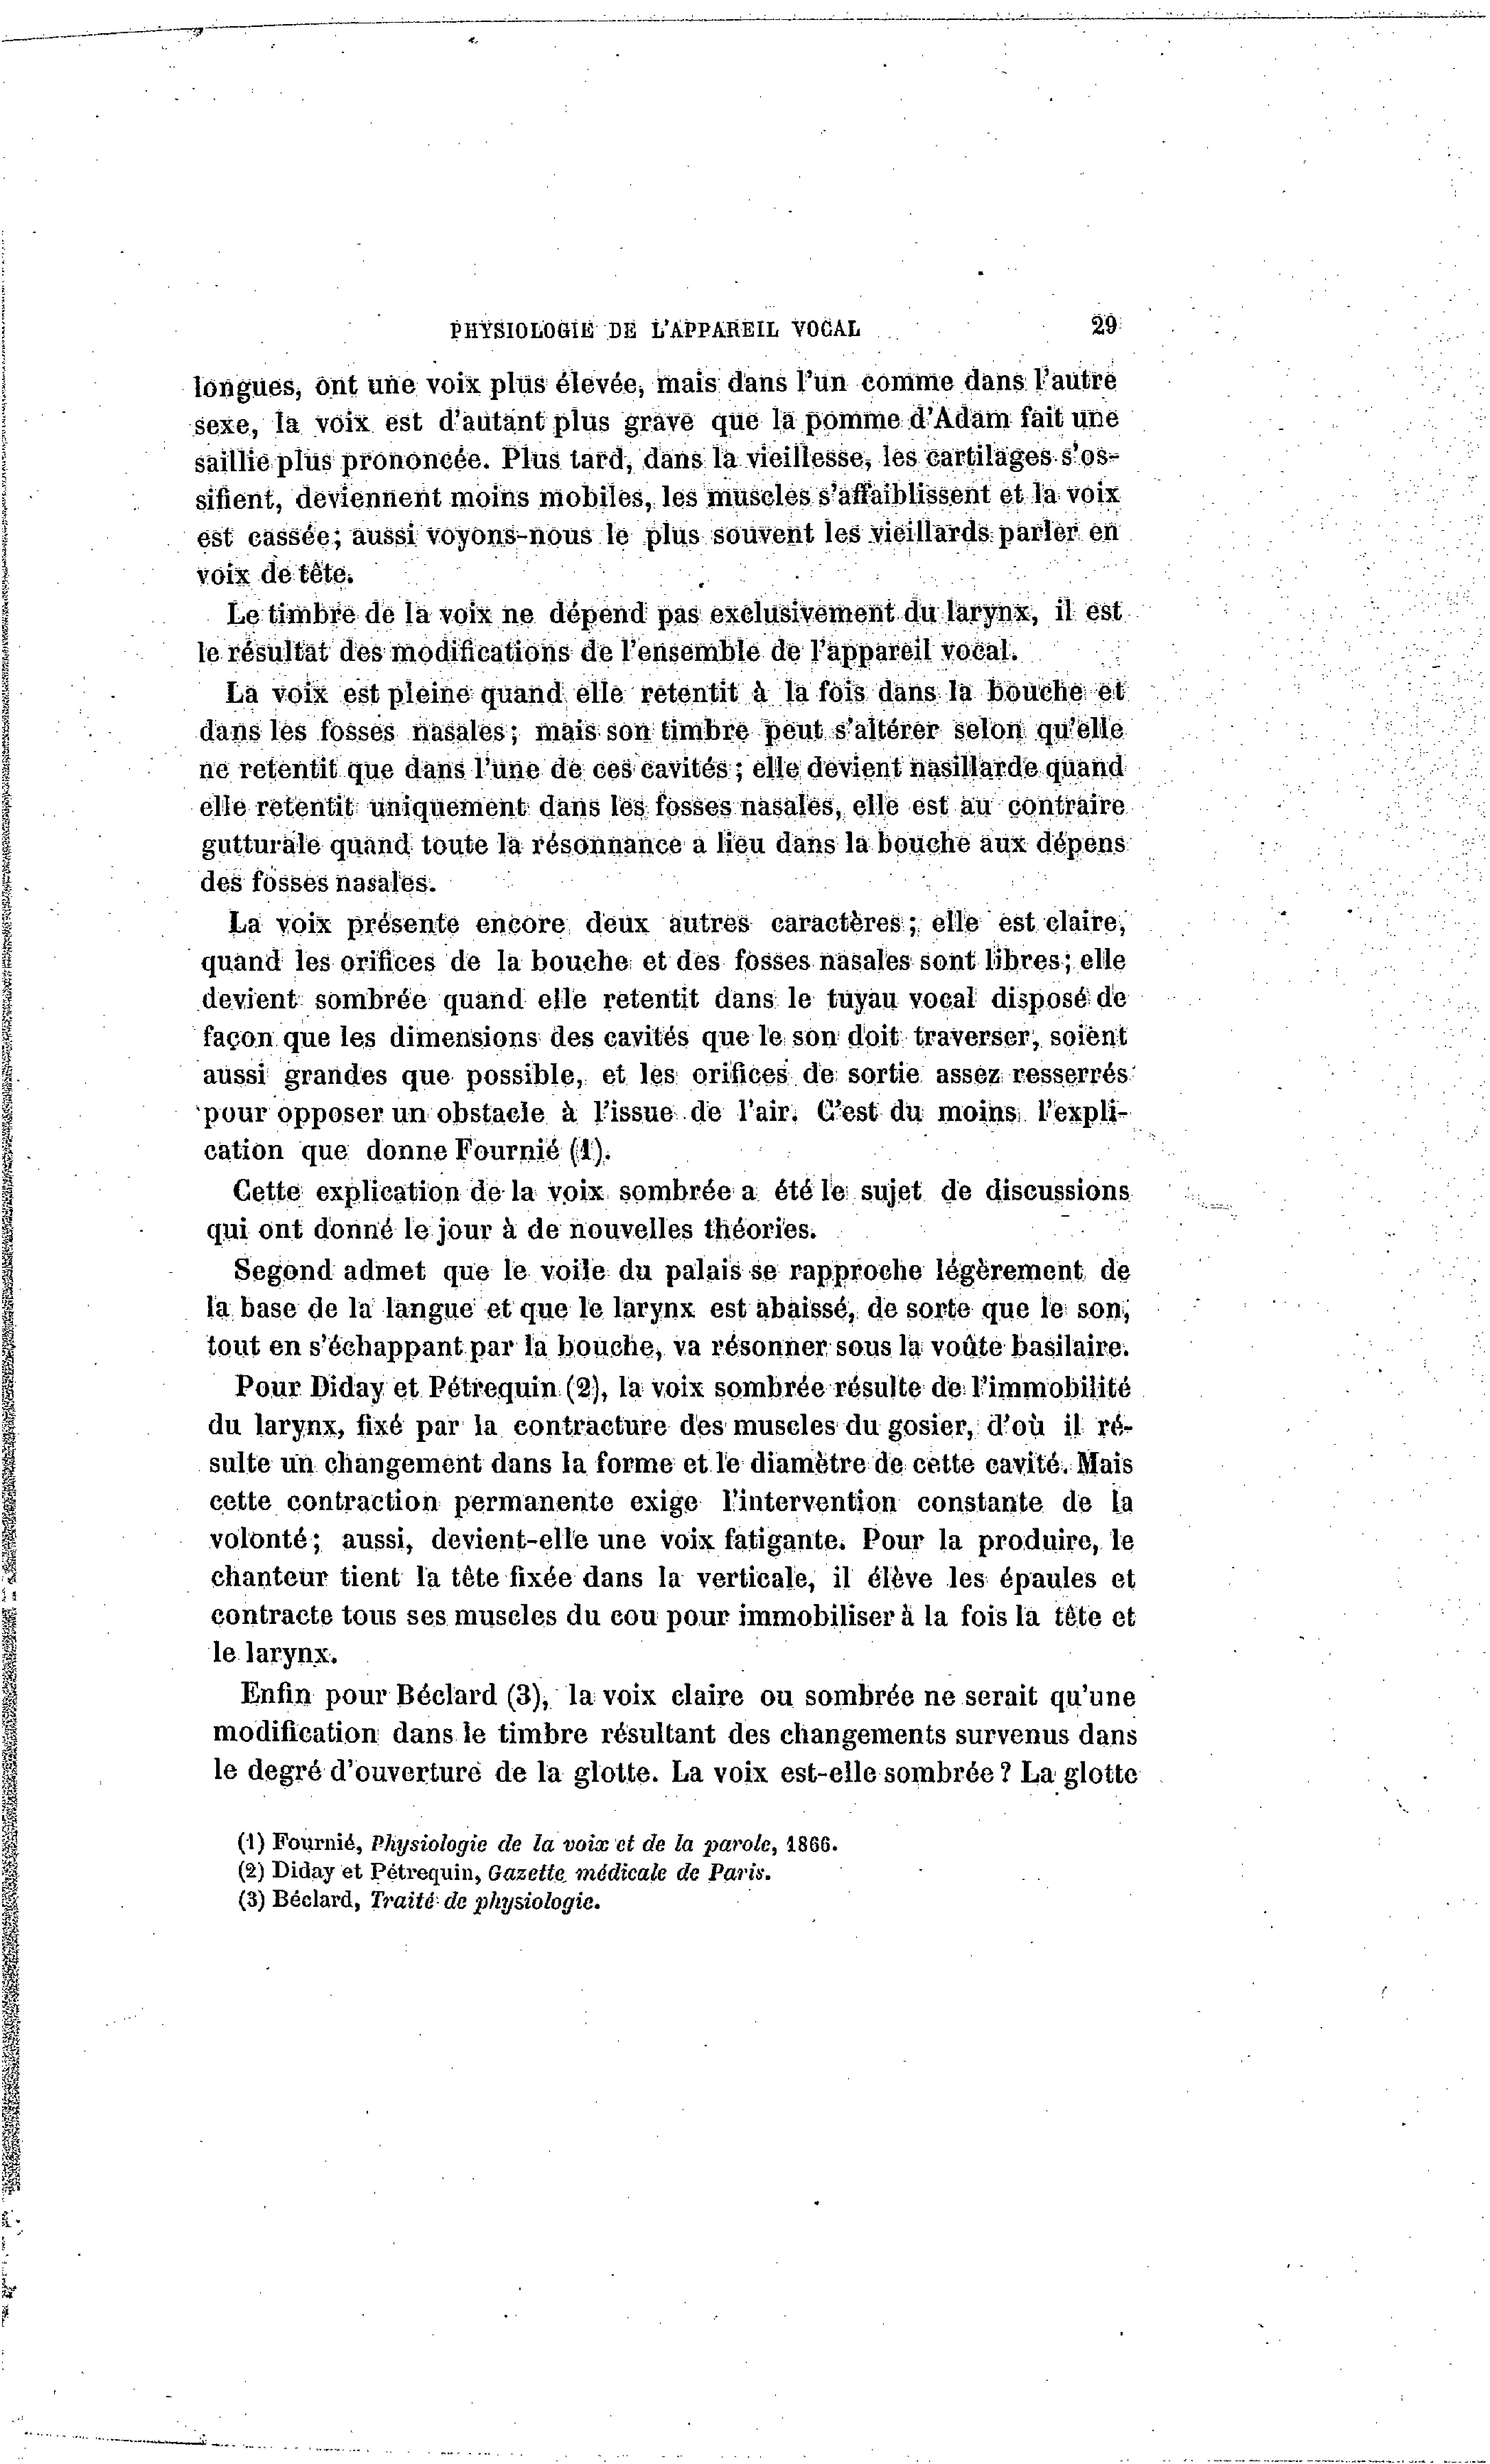 PHYSIOLOGIE DE L'APPAREIL VOCAL 29
longues, ont une voix plus élevée, mais dans l'un comme dans l'autre
sexe, la voix est d'autant plus grave que la pomme d'Adam fait une
saillie plus prononcée. Plus tard, dans la vieillesse, les cartilages s'os-
sifient, deviennent moins mobiles, les muscles s'affaiblissent et la voix
est cassée; aussi voyons-nous le plus souvent les vieillards parler en
voix de tête.
Le timbre de la voix ne dépend pas exclusivement du larynx, il est
le résultat des modifications de l'ensemble de l'appareil vocal.
La voix est pleine quand elle retentit à la fois dans la bouche et
dans les fosses nasales; mais son timbre peut s'altérer selon qu'elle
ne retentit que dans l'une de ces cavités; elle devient nasillarde quand
elle retentit uniquement dans les fosses nasales, elle est au contraire
gutturale quand toute la résonnance a lieu dans la bouche aux dépens
des fosses nasales.
La voix présente encore deux autres caractères; elle est claire,
quand les orifices de la bouche et des fosses nasales sont libres; elle
devient sombrée quand elle retentit dans le tuyau vocal disposé de
façon que les dimensions des cavités que le son doit traverser, soient
aussi grandes que possible, et les orifices de sortie assez resserrés
pour opposer un obstacle à l'issue de l'air. C'est du moins l'expli-
cation que donne Fournié (1).
Cette explication de la voix sombrée a été le sujet de discussions
qui ont donné le jour à de nouvelles théories.
Segond admet que le voile du palais se rapproche légèrement de
la base de la langue et que le larynx est abaissé, de sorte que le son,
tout en s'échappant par la bouche, va résonner sous la voûte basilaire.
Pour Diday et Pétrequin (2), la voix sombrée résulte de l'immobilité
du larynx, fixé par la contracture des muscles du gosier, d'où il ré-
sulte un changement dans la forme et le diamètre de cette cavité. Mais
cette contraction permanente exige l'intervention constante de la
volonté; aussi, devient-elle une voix fatigante. Pour la produire, le
chanteur tient la tête fixée dans la verticale, il élève les épaules et
contracte tous ses muscles du cou pour immobiliser à la fois la tête et
le larynx.
Enfin pour Béclard (3), la voix claire ou sombrée ne serait qu'une
modification dans le timbre résultant des changements survenus dans
le degré d'ouverture de la glotte. La voix est-elle sombrée? La glotte
(1) Fournié, Physiologie de la voix et de la parole, 1866.
(2) Diday et Pétrequin, Gazette médicale de Paris.
(3) Béclard, Traité de physiologie.